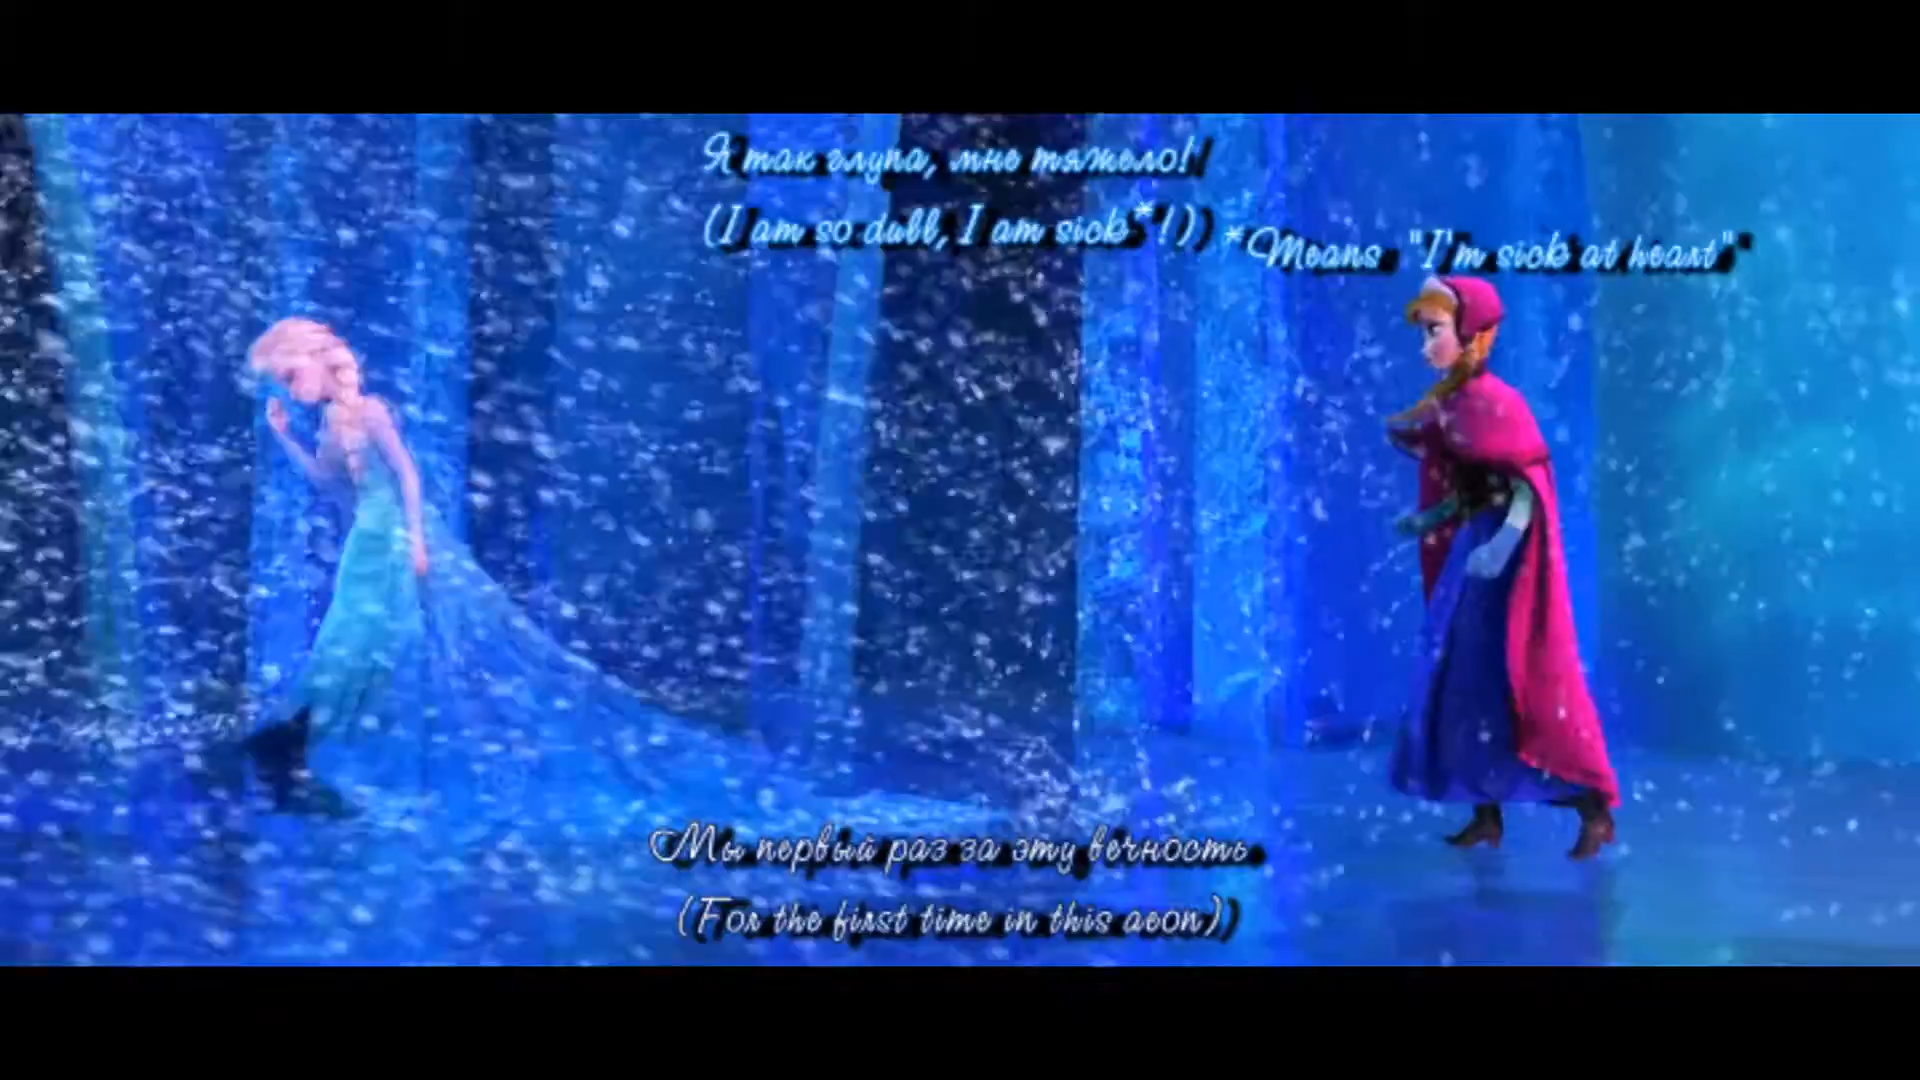 Я так глупа, мне тяжело!
(I am so dull, I am sick*!)
*Means "I'm sick at heart"
Мы первый раз за эту вечность
(For the first time in this aeon)